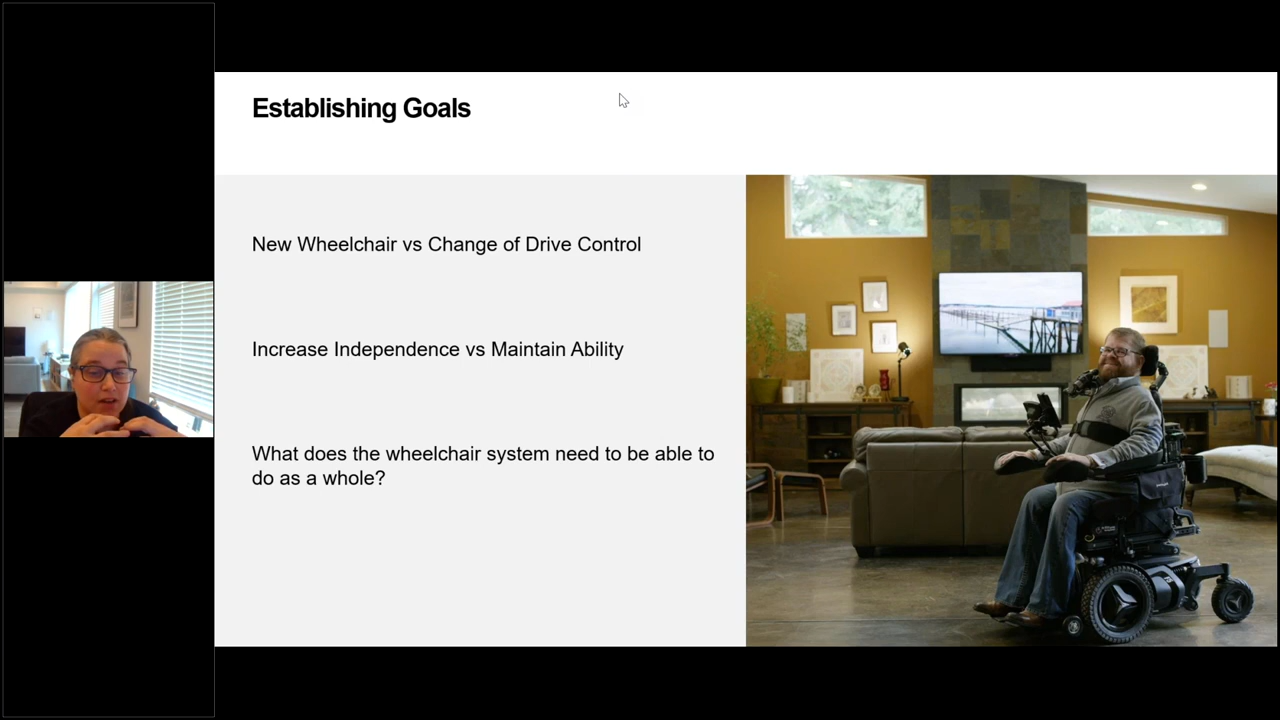 Establishing Goals
New Wheelchair vs Change of Drive Control
Increase Independence vs Maintain Ability
What does the wheelchair system need to be able to
do as a whole?